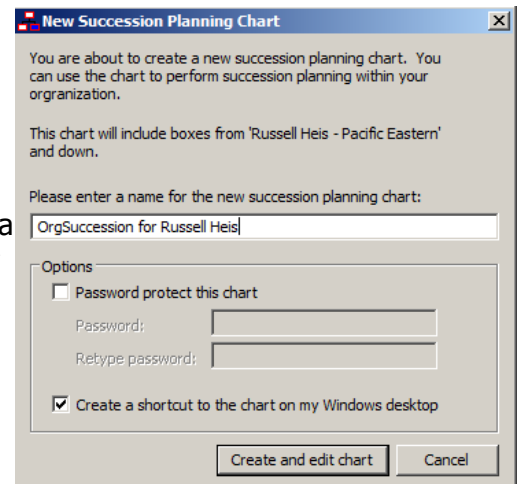 New Succession Planning Chart
You are about to create a new succession planning chart. You
can use the chart to perform succession planning within your
orgranization.
This chart will include boxes from 'Russell Heis - Pacific Eastern'
and down.
Please enter a name for the new succession planning chart:
a
OrgSuccession for Russell Heis
Options
Password protect this chart
Password:
Retype password:
Create a shortcut to the chart on my Windows desktop
Create and edit chart Cancel